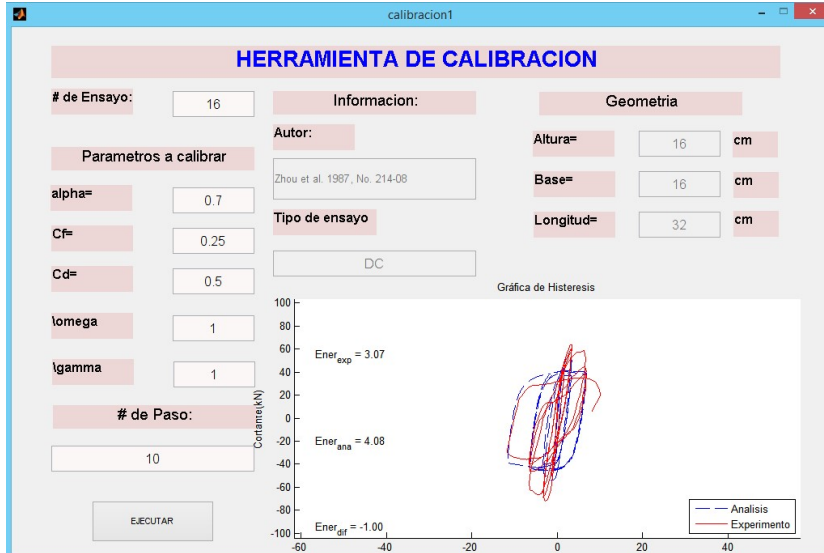 calibracion1
HERRAMIENTA DE CALIBRACION
# de Ensayo:
16
Parametros a calibrar
alpha=
0.7
Cf=
0.25
Cd=
0.5
\omega
1
\gamma
1
# de Paso:
10
EJECUTAR
Informacion:
Autor:
Zhou et al. 1987, No. 214-08
Tipo de ensayo
DC
Geometria
Altura=
16
cm
Base=
16
cm
Longitud=
32
cm
Gráfica de Histeresis
Cortante(kN)
100
80
60
40
20
0
-20
-40
-60
-80
-100
Ener_exp = 3.07
Ener_ana = 4.08
Ener_dif = -1.00
Analisis
Experimento
-60 -40 -20 0 20 40